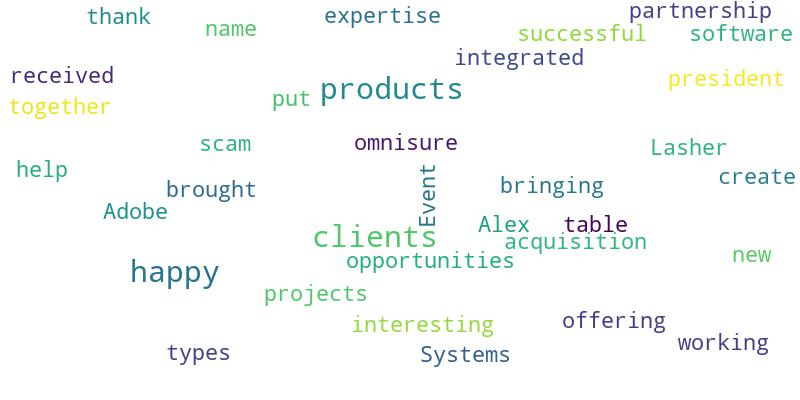 thank
name
expertise
partnership
successful
software
integrated
received
president
products
together
put
scam
omnisure
Lasher
help
brought
Event
bringing
create
Adobe
Alex
table
clients
acquisition
opportunities
new
happy
projects
interesting
offering
working
types
Systems